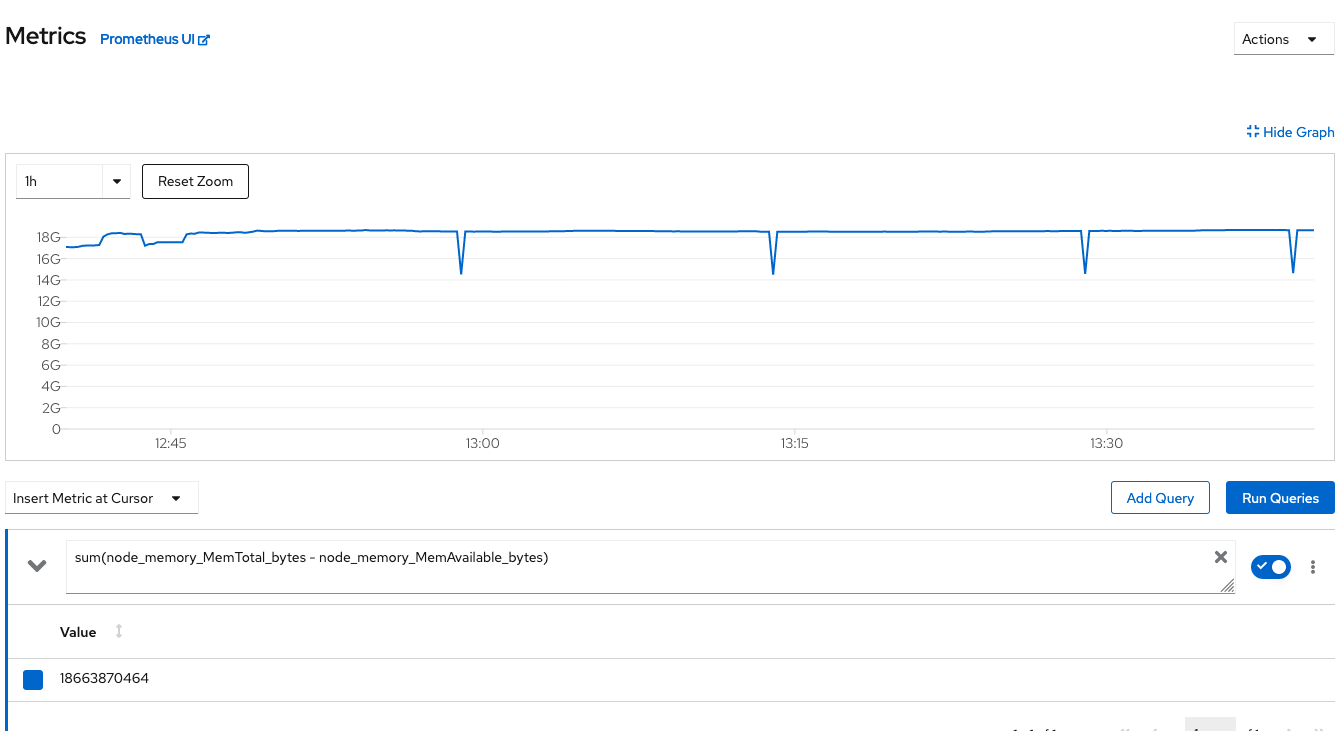 Metrics Prometheus UI
Actions
Hide Graph
1h Reset Zoom
18G
16G
14G
12G
10G
8G
6G
4G
2G
0
12:45 13:00 13:15 13:30
Insert Metric at Cursor Add Query Run Queries
sum(node_memory_MemTotal_bytes - node_memory_MemAvailable_bytes)
Value
18663870464